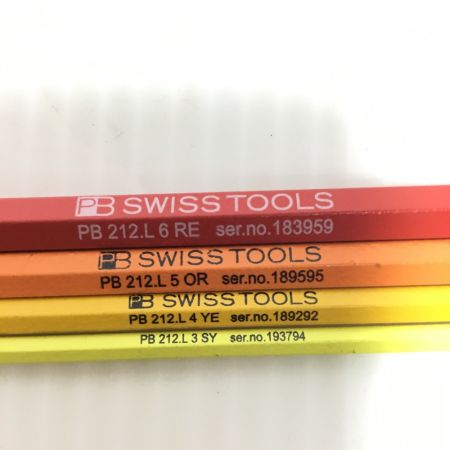 PB SWISS TOOLS
PB 212.L 6 RE ser.no.183959
PB SWISS TOOLS
PB 212.L 5 OR ser.no.189595
PB SWISS TOOLS
PB 212.L 4 YE ser.no.189292
PB 212.L 3 SY ser.no.193794